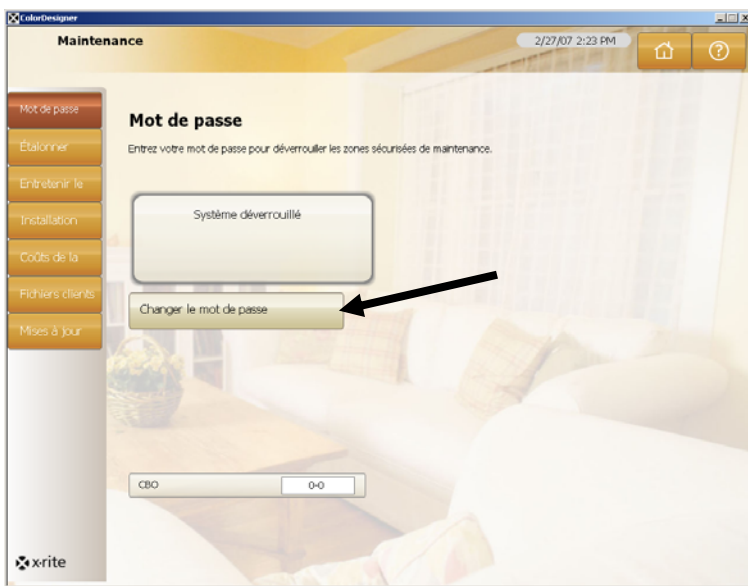 ColorDesigner
Maintenance
2/27/07 2:23 PM
Mot de passe
Étalonner
Entretenir le
Installation
Coûts de la
Fichiers clients
Mises à jour
Mot de passe
Entrez votre mot de passe pour déverrouiller les zones sécurisées de maintenance.
Système déverrouillé
Changer le mot de passe
CBO 0-0
x·rite